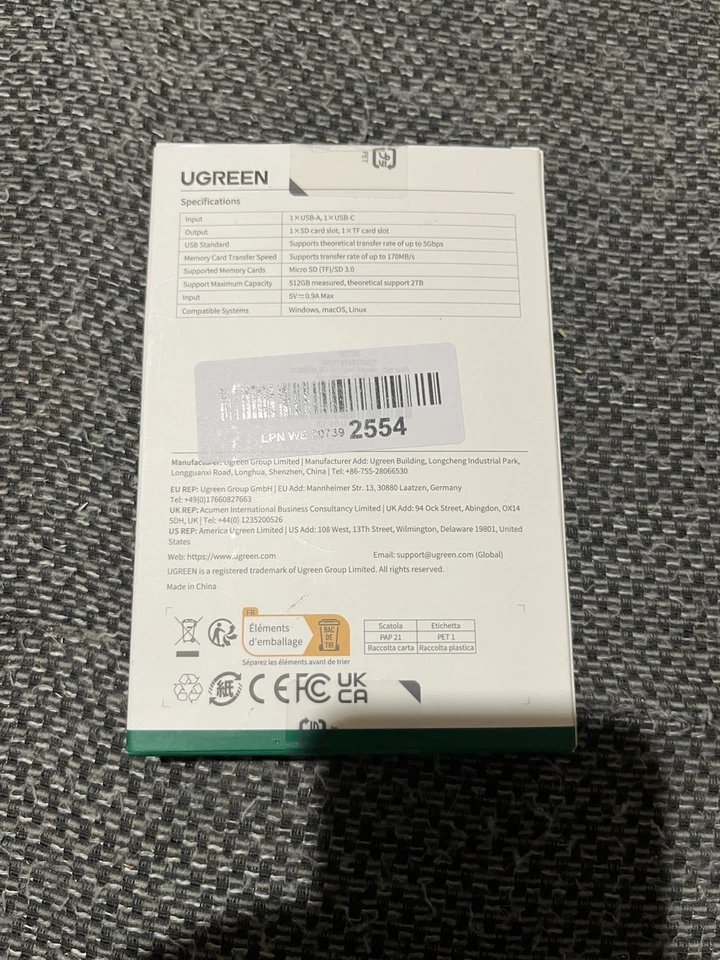 PET
UGREEN
Specifications
Input 1×USB-A, 1×USB-C
Output 1×SD card slot, 1×TF card slot
USB Standard Supports theoretical transfer rate of up to 5Gbps
Memory Card Transfer Speed Supports transfer rate of up to 170MB/s
Supported Memory Cards Micro SD (TF)/SD 3.0
Support Maximum Capacity 512GB measured, theoretical support 2TB
Input 5V⎓0.9A Max
Compatible Systems Windows, macOS, Linux
LPN WE 2554
Manufacturer: Ugreen Group Limited | Manufacturer Add: Ugreen Building, Longcheng Industrial Park,
Longguanxi Road, Longhua, Shenzhen, China | Tel: +86-755-28066530
EU REP: Ugreen Group GmbH | EU Add: Mannheimer Str. 13, 30880 Laatzen, Germany
Tel: +49(0)17660827663
UK REP: Acumen International Business Consultancy Limited | UK Add: 94 Ock Street, Abingdon, OX14
5DH, UK | Tel: +44(0) 1235200526
US REP: America Ugreen Limited | US Add: 108 West, 13Th Street, Wilmington, Delaware 19801, United
States
Web: https://www.ugreen.com Email: support@ugreen.com (Global)
UGREEN is a registered trademark of Ugreen Group Limited. All rights reserved.
Made in China
FR
Éléments
d'emballage
BAC
DE
TRI
Séparez les éléments avant de trier
Scatola Etichetta
PAP 21 PET 1
Raccolta carta Raccolta plastica
紙 CE FC UK
CA